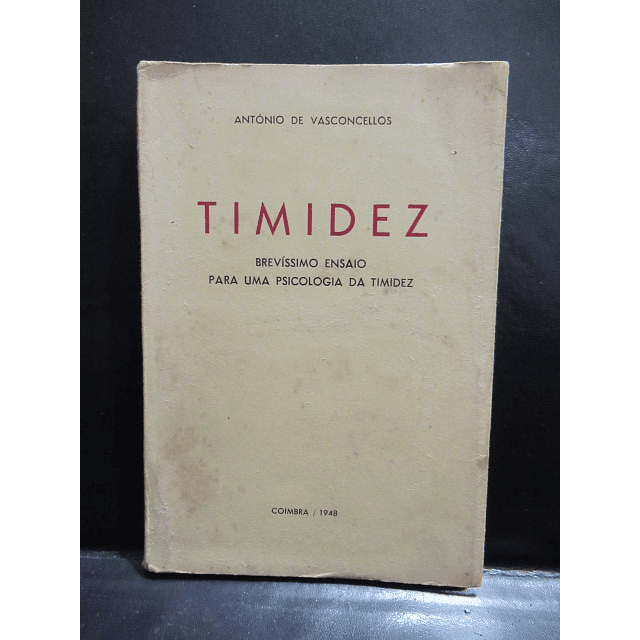 ANTÓNIO DE VASCONCELLOS
TIMIDEZ
BREVÍSSIMO ENSAIO
PARA UMA PSICOLOGIA DA TIMIDEZ
COIMBRA / 1948